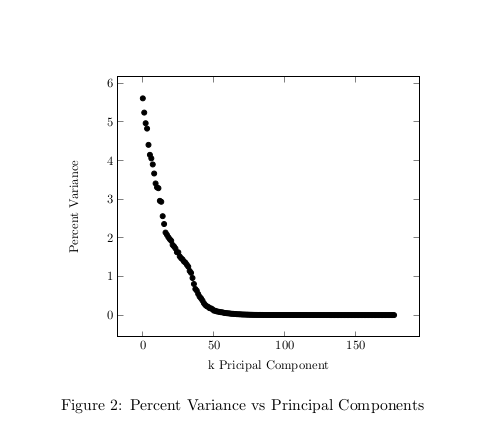 6
5
4
3
2
1
0
Percent Variance
0 50 100 150
k Pricipal Component
Figure 2: Percent Variance vs Principal Components